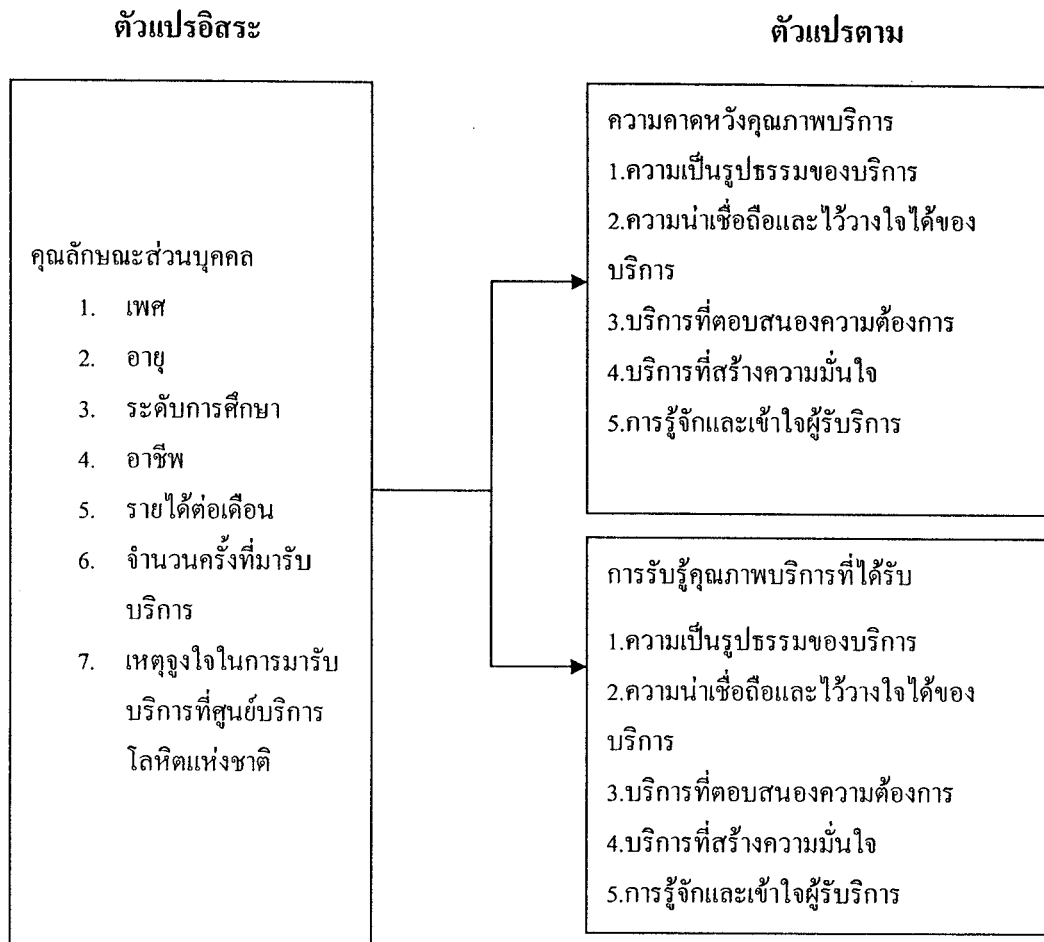 ตัวแปรอิสระ
คุณลักษณะส่วนบุคคล
1. เพศ
2. อายุ
3. ระดับการศึกษา
4. อาชีพ
5. รายได้ต่อเดือน
6. จำนวนครั้งที่มารับ
บริการ
7. เหตุจูงใจในการมารับ
บริการที่ศูนย์บริการ
โลหิตแห่งชาติ
ตัวแปรตาม
ความคาดหวังคุณภาพบริการ
1.ความเป็นรูปธรรมของบริการ
2.ความน่าเชื่อถือและไว้วางใจได้ของ
บริการ
3.บริการที่ตอบสนองความต้องการ
4.บริการที่สร้างความมั่นใจ
5.การรู้จักและเข้าใจผู้รับริการ
การรับรู้คุณภาพบริการที่ได้รับ
1.ความเป็นรูปธรรมของบริการ
2.ความน่าเชื่อถือและไว้วางใจได้ของ
บริการ
3.บริการที่ตอบสนองความต้องการ
4.บริการที่สร้างความมั่นใจ
5.การรู้จักและเข้าใจผู้รับริการ